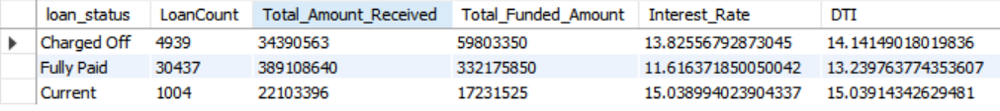 loan_status LoanCount Total_Amount_Received Total_Funded_Amount Interest_Rate DTI
Charged Off 4939 34390563 59803350 13.82556792873045 14.14149018019836
Fully Paid 30437 389108640 332175850 11.616371850050042 13.239763774353607
Current 1004 22103396 17231525 15.038994023904337 15.03914342629481